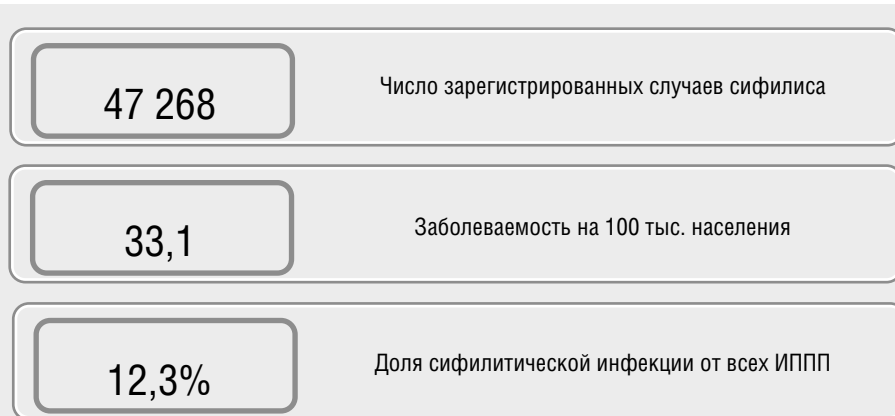 47 268
Число зарегистрированных случаев сифилиса
33,1
Заболеваемость на 100 тыс. населения
12,3%
Доля сифилитической инфекции от всех ИППП